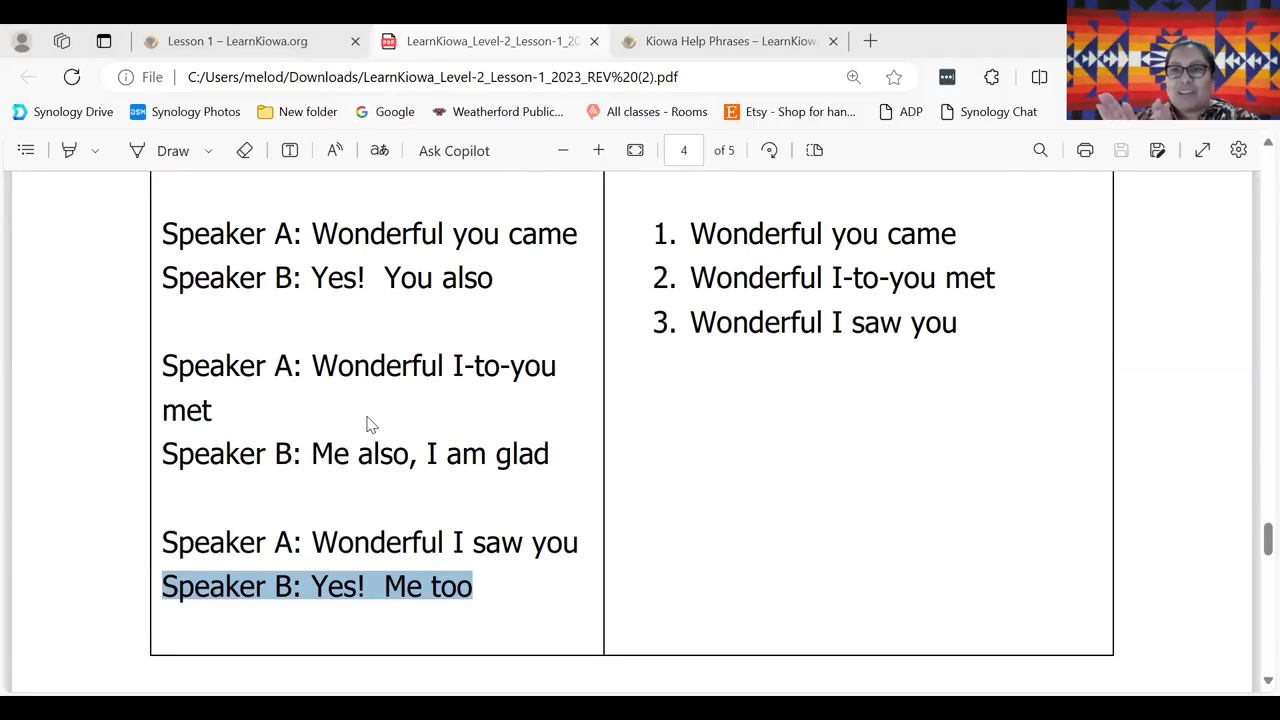 Lesson 1 – LearnKiowa.org
LearnKiowa_Level-2_Lesson-1_20
Kiowa Help Phrases – LearnKiow
File
C:/Users/melod/Downloads/LearnKiowa_Level-2_Lesson-1_2023_REV%20(2).pdf
Synology Drive
DSM
Synology Photos
New folder
Google
Weatherford Public...
All classes - Rooms
Etsy - Shop for han...
ADP
Synology Chat
Draw
Ask Copilot
4 of 5
Speaker A: Wonderful you came
Speaker B: Yes! You also
Speaker A: Wonderful I-to-you
met
Speaker B: Me also, I am glad
Speaker A: Wonderful I saw you
Speaker B: Yes! Me too
1. Wonderful you came
2. Wonderful I-to-you met
3. Wonderful I saw you